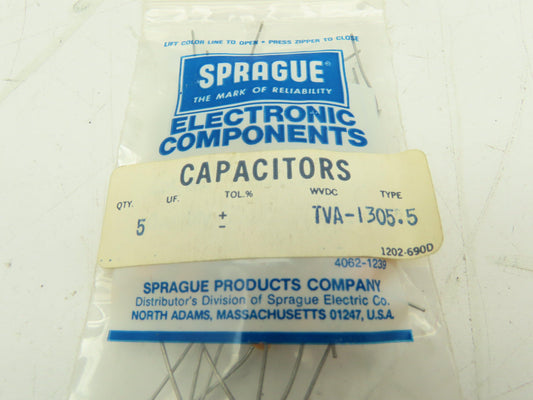 LIFT COLOR LINE TO OPEN • PRESS ZIPPER TO CLOSE
SPRAGUE®
THE MARK OF RELIABILITY
ELECTRONIC
COMPONENTS
CAPACITORS
QTY. UF. TOL.% WVDC TYPE
5 + - TVA-1305.5
1202-690D
4062-1239
SPRAGUE PRODUCTS COMPANY
Distributor's Division of Sprague Electric Co.
NORTH ADAMS, MASSACHUSETTS 01247, U.S.A.